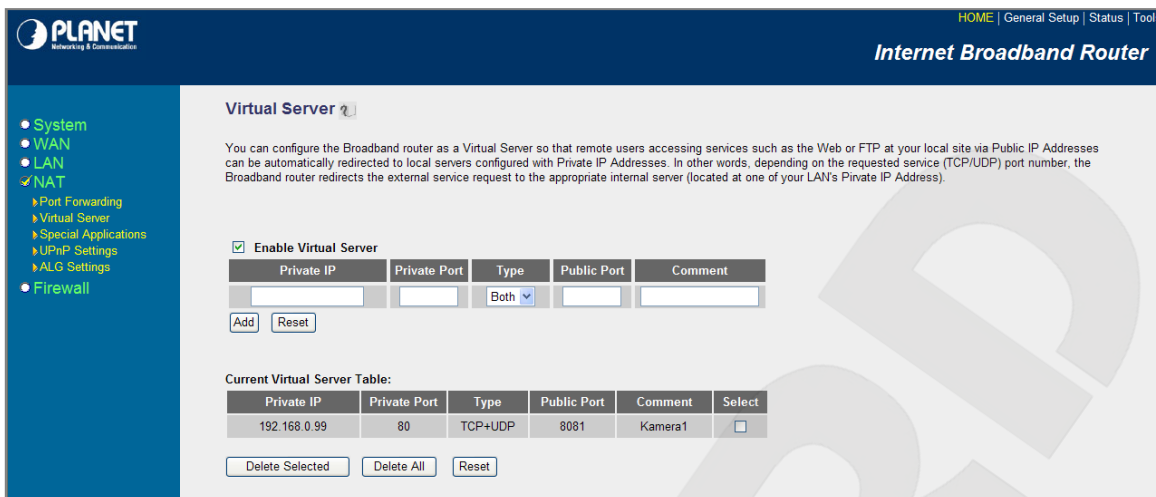 PLANET
Networking & Communication
HOME | General Setup | Status | Tool
Internet Broadband Router
System
WAN
LAN
NAT
Port Forwarding
Virtual Server
Special Applications
UPnP Settings
ALG Settings
Firewall
Virtual Server
You can configure the Broadband router as a Virtual Server so that remote users accessing services such as the Web or FTP at your local site via Public IP Addresses
can be automatically redirected to local servers configured with Private IP Addresses. In other words, depending on the requested service (TCP/UDP) port number, the
Broadband router redirects the external service request to the appropriate internal server (located at one of your LAN's Pirvate IP Address).
Enable Virtual Server
Private IP Private Port Type Public Port Comment
Both
Add Reset
Current Virtual Server Table:
Private IP Private Port Type Public Port Comment Select
192.168.0.99 80 TCP+UDP 8081 Kamera1
Delete Selected Delete All Reset